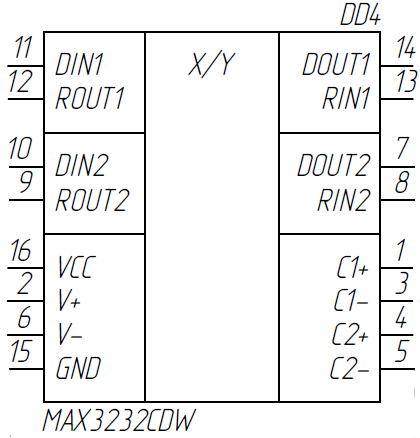 DD4
11 DIN1 X/Y DOUT1 14
12 ROUT1 RIN1 13
10 DIN2 DOUT2 7
9 ROUT2 RIN2 8
16 VCC C1+ 1
2 V+ C1- 3
6 V- C2+ 4
15 GND C2- 5
MAX3232CDW